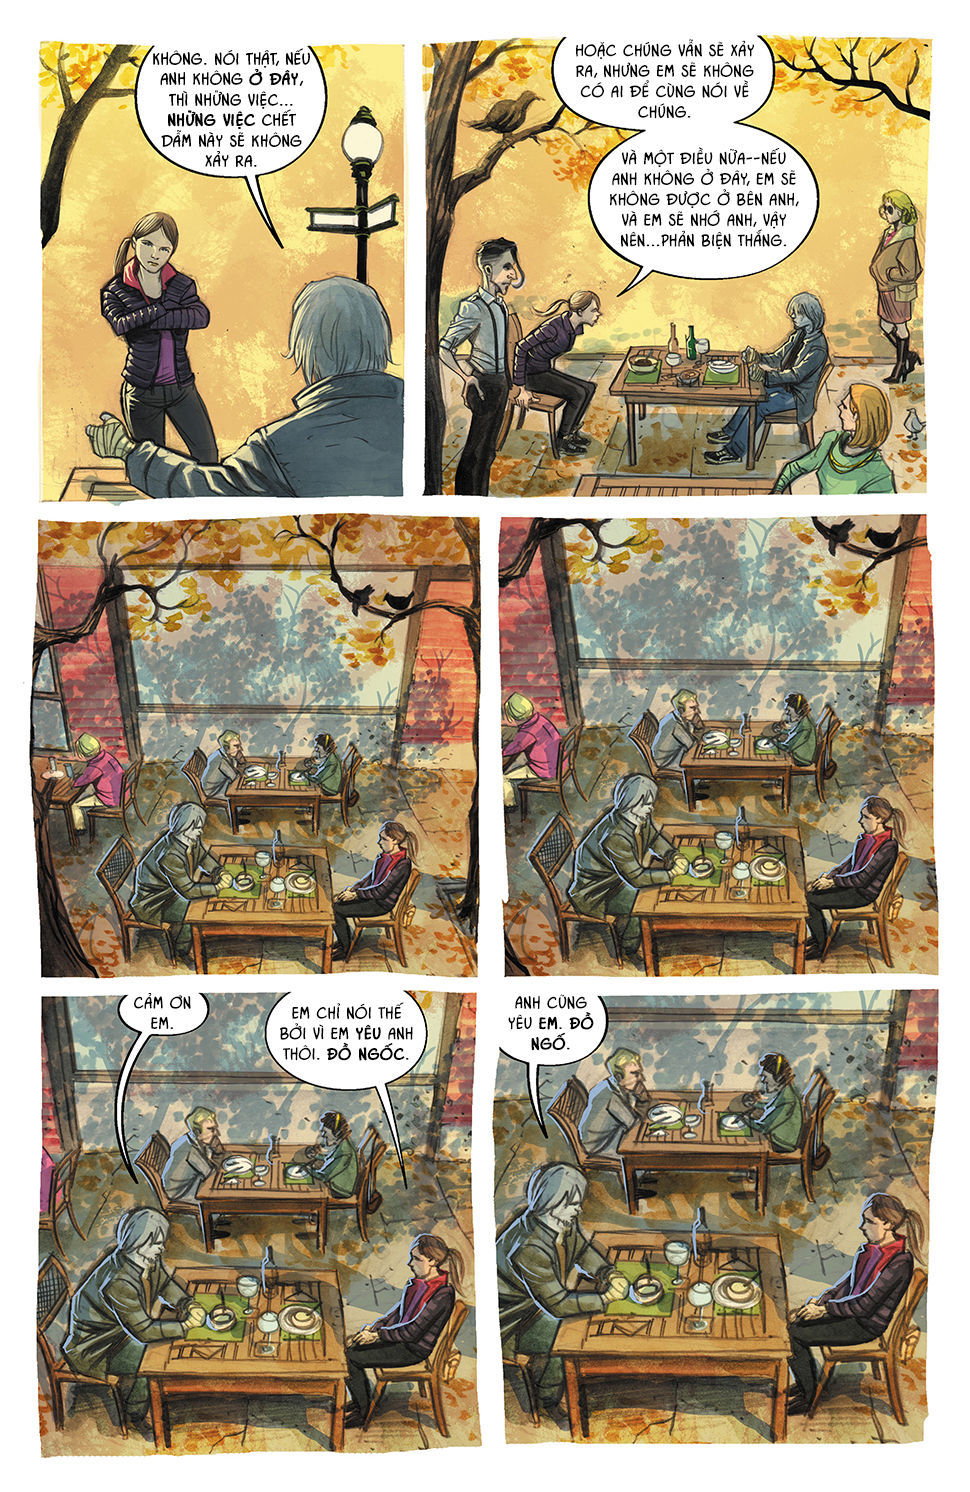 KHÔNG. NÓI THẬT, NẾU
ANH KHÔNG Ở ĐÂY,
THÌ NHỮNG VIỆC...
NHỮNG VIỆC CHẾT
DẪM NÀY SẼ KHÔNG
XẢY RA.
HOẶC CHÚNG VẪN SẼ XẢY
RA, NHƯNG EM SẼ KHÔNG
CÓ AI ĐỂ CÙNG NÓI VỀ
CHÚNG.
VÀ MỘT ĐIỀU NỮA--NẾU
ANH KHÔNG Ở ĐÂY, EM SẼ
KHÔNG ĐƯỢC Ở BÊN ANH,
VÀ EM SẼ NHỚ ANH, VẬY
NÊN...PHẢN BIỆN THẮNG.
CẢM ƠN
EM.
EM CHỈ NÓI THẾ
BỞI VÌ EM YÊU ANH
THÔI. ĐỒ NGỐC.
ANH CŨNG
YÊU EM. ĐỒ
NGỐ.